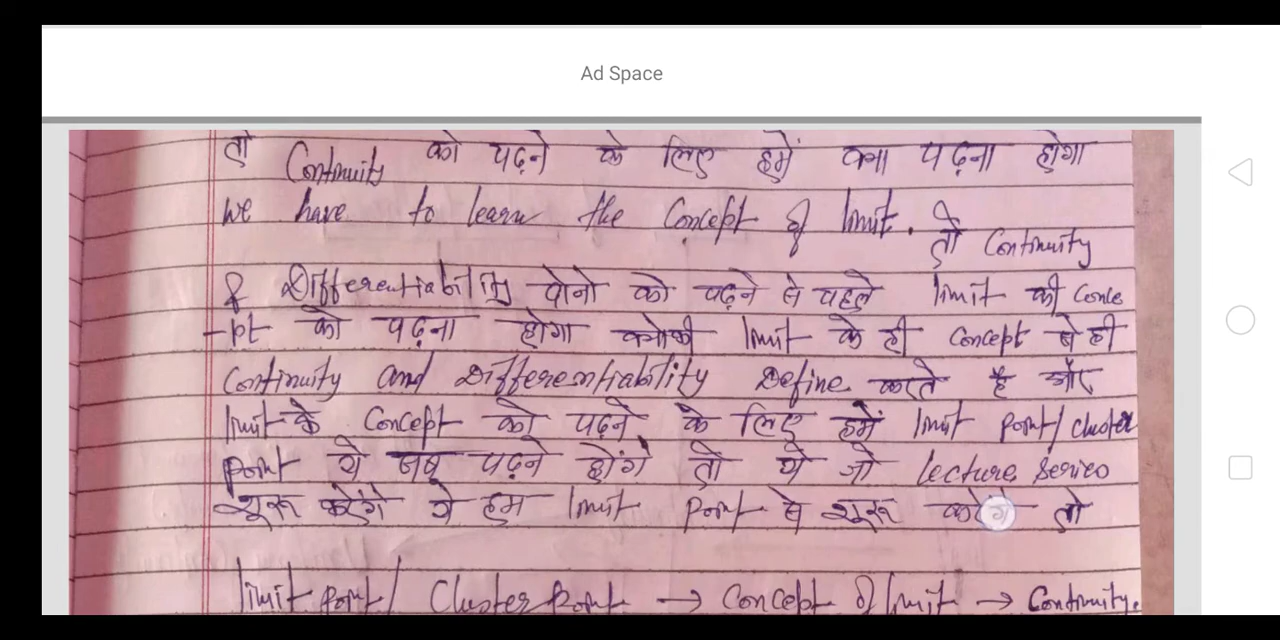 Ad Space
तो Continuity को पढ़ने के लिए हमें क्या पढ़ना होगा
we have to learn the Concept of limit. तो Continuity
& Differentiability दोनो को पढ़ने से पहले limit की Conce
-pt को पढ़ना होगा क्योकी limit के ही Concept से ही
Continuity and Differentiability Define करते है और
limit के Concept को पढ़ने के लिए हमें limit point/cluster
point ये सब पढ़ने होंगे तो ये जो lecture series
शुरू करेंगे ये हम limit point से शुरू करेंगे तो
limit point/ Cluster Point → Concept of limit → Continuity.